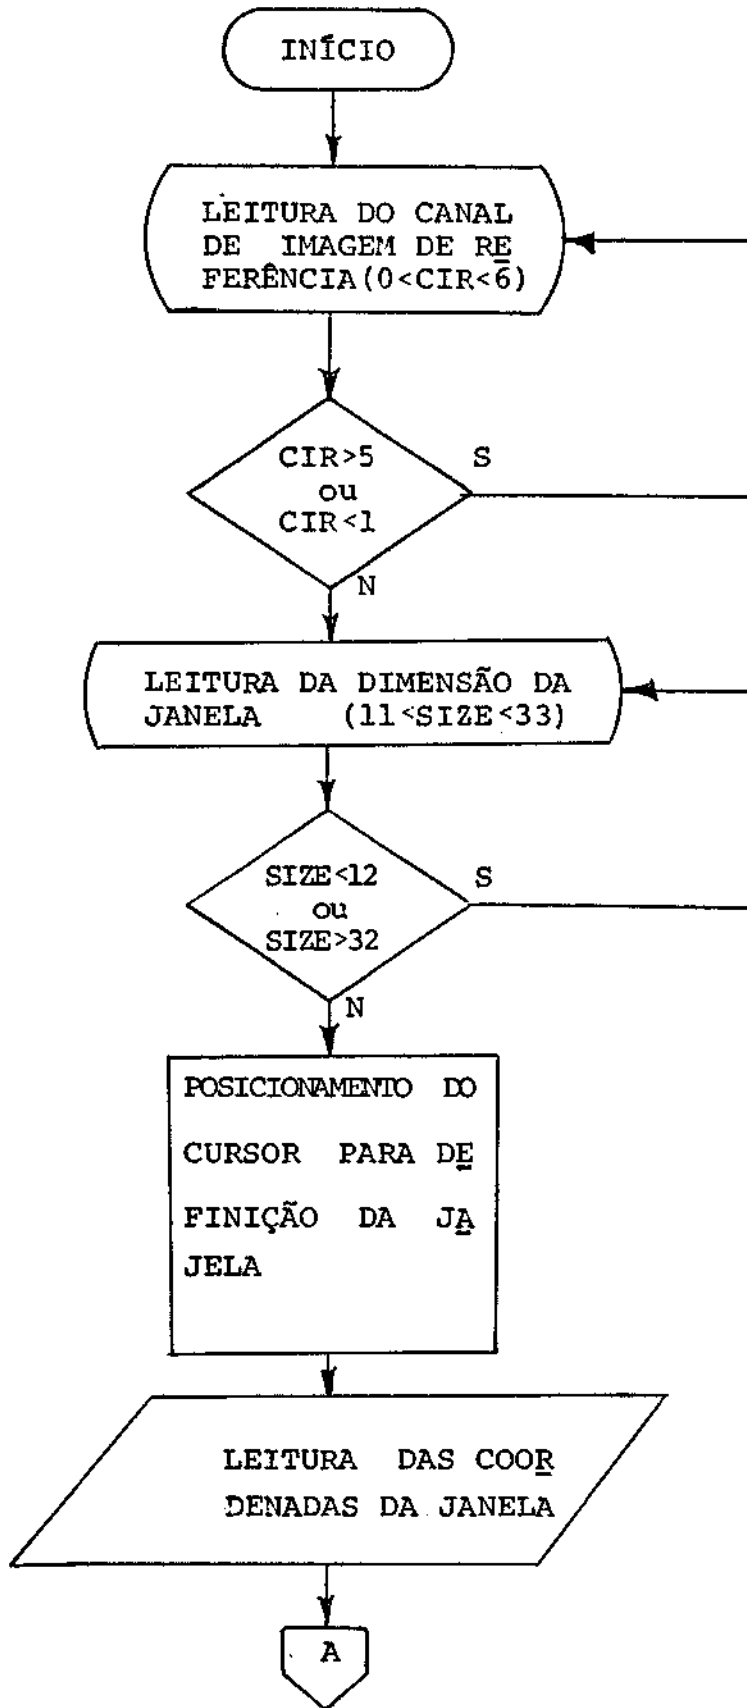 INÍCIO
LEITURA DO CANAL
DE IMAGEM DE RE
FERÊNCIA(0<CIR<6)
CIR>5
ou
CIR<1
S
N
LEITURA DA DIMENSÃO DA
JANELA (11<SIZE<33)
SIZE<12
ou
SIZE>32
S
N
POSICIONAMENTO DO
CURSOR PARA DE
FINIÇÃO DA JA
JELA
LEITURA DAS COOR
DENADAS DA JANELA
A